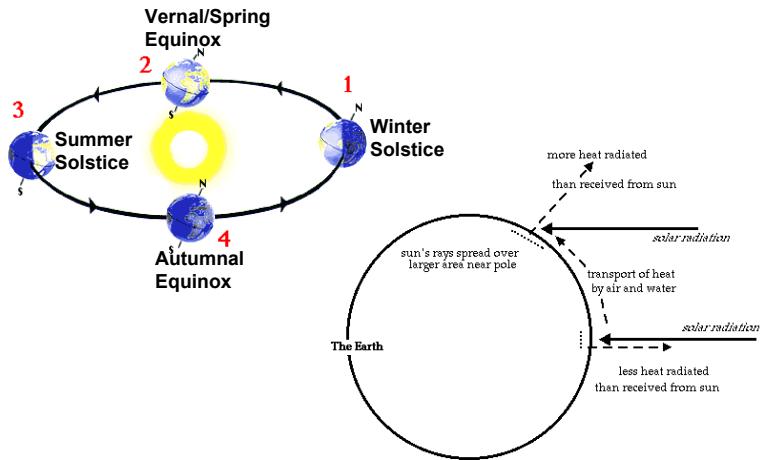 Vernal/Spring
Equinox
N
2
S
1
N
3
Summer
Solstice
S
Winter
Solstice
S
N
4
S
Autumnal
Equinox
more heat radiated
than received from sun
solar radiation
sun's rays spread over
larger area near pole
transport of heat
by air and water
solar radiation
The Earth
less heat radiated
than received from sun